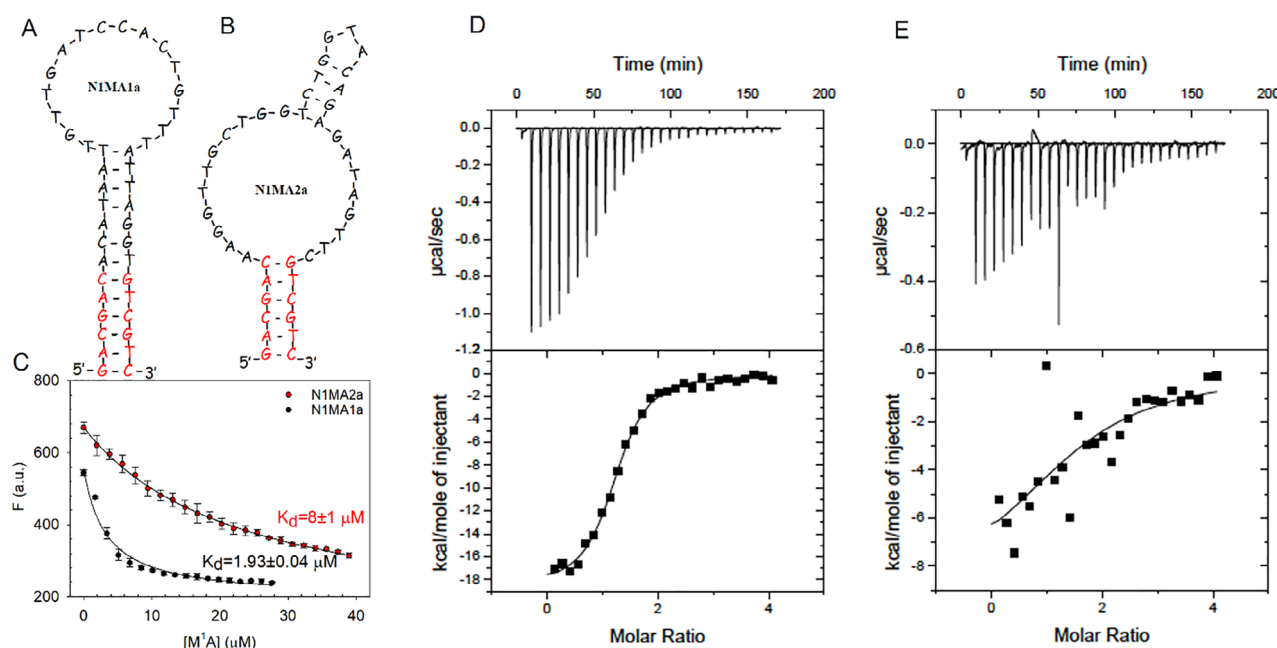 A
B
D
E
G A C G A C A C A T A A T T G T T G A T C C A C T G T T T A T T A G G T G T C G T C
N1MA1a
5'
3'
G A C G A C A A G G T T G C T G G T C T G G T A C A G A G A T A G T T C G T C G T C
N1MA2a
5'
3'
C
800
600
400
200
F (a.u.)
N1MA2a
N1MA1a
Kd=8±1 µM
Kd=1.93±0.04 µM
0 10 20 30 40
[M¹A] (µM)
Time (min)
0 25 50 75 100 125 150 175 200
0.0
-0.2
-0.4
-0.6
-0.8
-1.0
-1.2
µcal/sec
0
-2
-4
-6
-8
-10
-12
-14
-16
-18
kcal/mole of injectant
0 2 4
Molar Ratio
Time (min)
0 50 100 150 200
0.0
-0.2
-0.4
-0.6
µcal/sec
0
-2
-4
-6
-8
kcal/mole of injectant
0 2 4
Molar Ratio